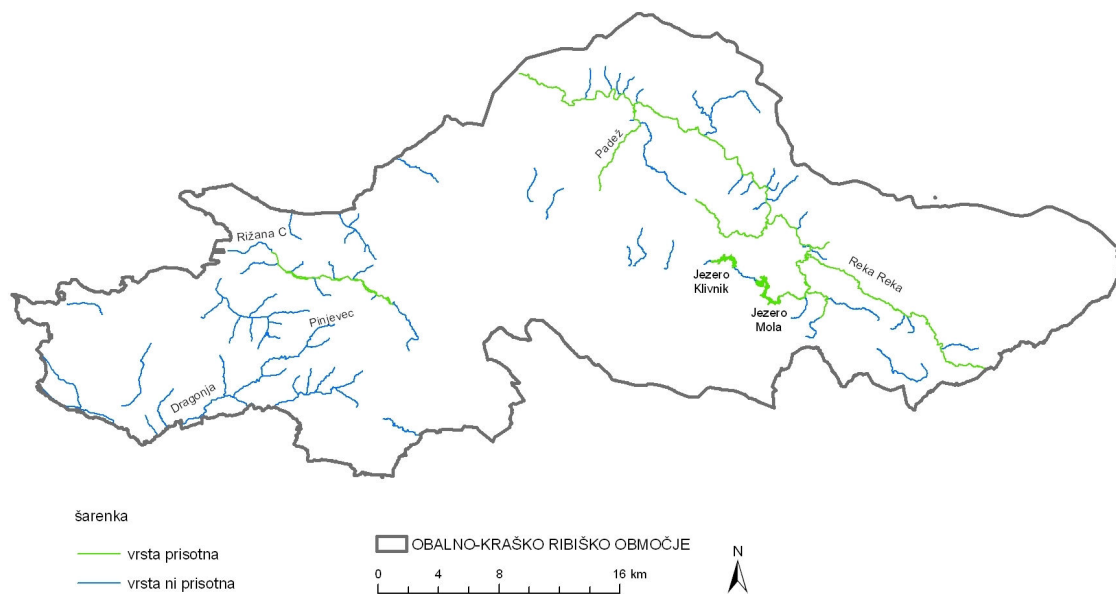 Padež
Rižana C
Reka Reka
Jezero
Klivnik
Jezero
Mola
Pinjevec
Dragonja
šarenka
vrsta prisotna
vrsta ni prisotna
OBALNO-KRAŠKO RIBIŠKO OBMOČJE
0 4 8 16 km
N